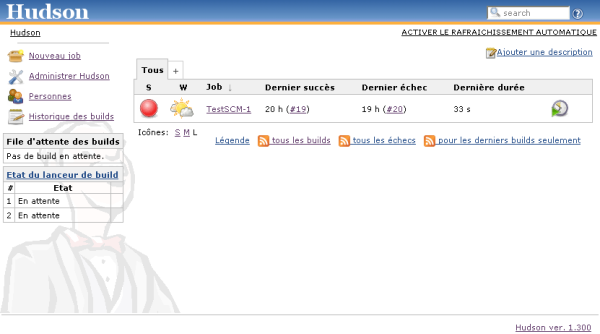 Hudson
search
Hudson
ACTIVER LE RAFRAICHISSEMENT AUTOMATIQUE
Nouveau job
Administrer Hudson
Personnes
Historique des builds
File d'attente des builds
Pas de build en attente.
Etat du lanceur de build
# Etat
1 En attente
2 En attente
Ajouter une description
Tous +
S W Job ↓ Dernier succès Dernier échec Dernière durée
TestSCM-1 20 h (#19) 19 h (#20) 33 s
Icônes: S M L
Légende tous les builds tous les échecs pour les derniers builds seulement
Hudson ver. 1.300